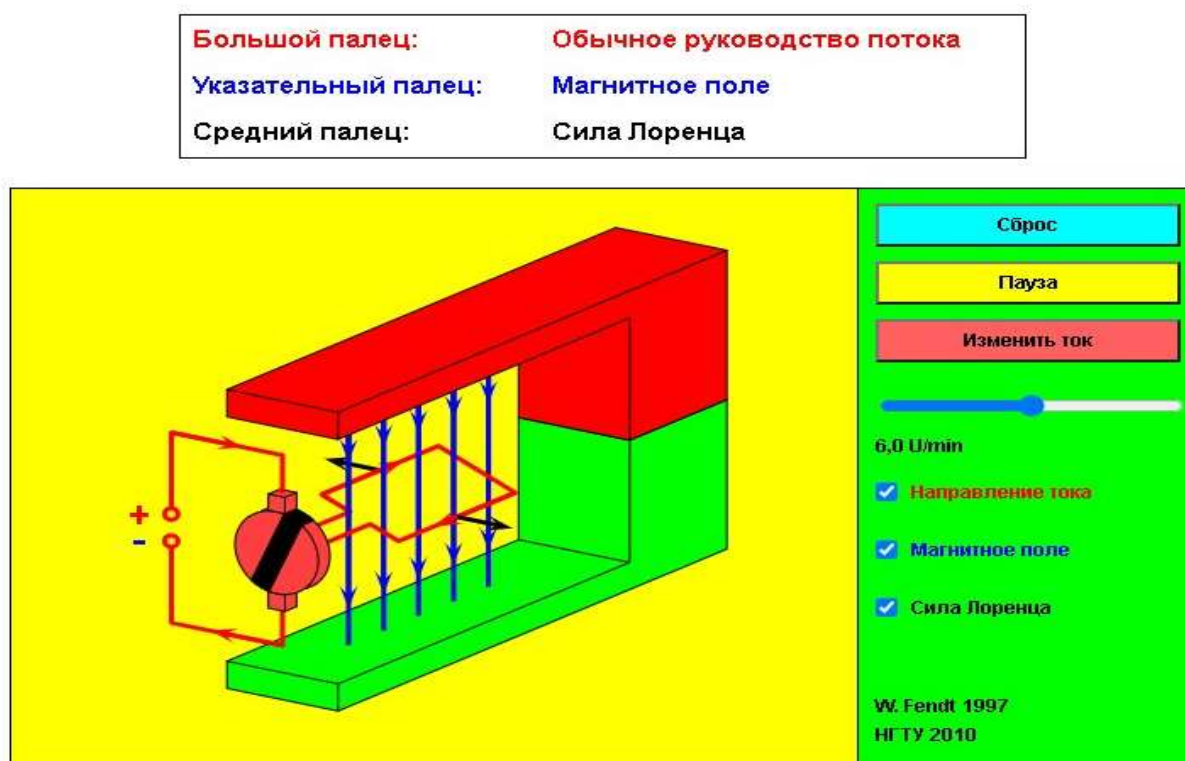 Большой палец: Обычное руководство потока
Указательный палец: Магнитное поле
Средний палец: Сила Лоренца
Сброс
Пауза
Изменить ток
6,0 U/min
Направление тока
Магнитное поле
Сила Лоренца
+
-
W. Fendt 1997
НГТУ 2010